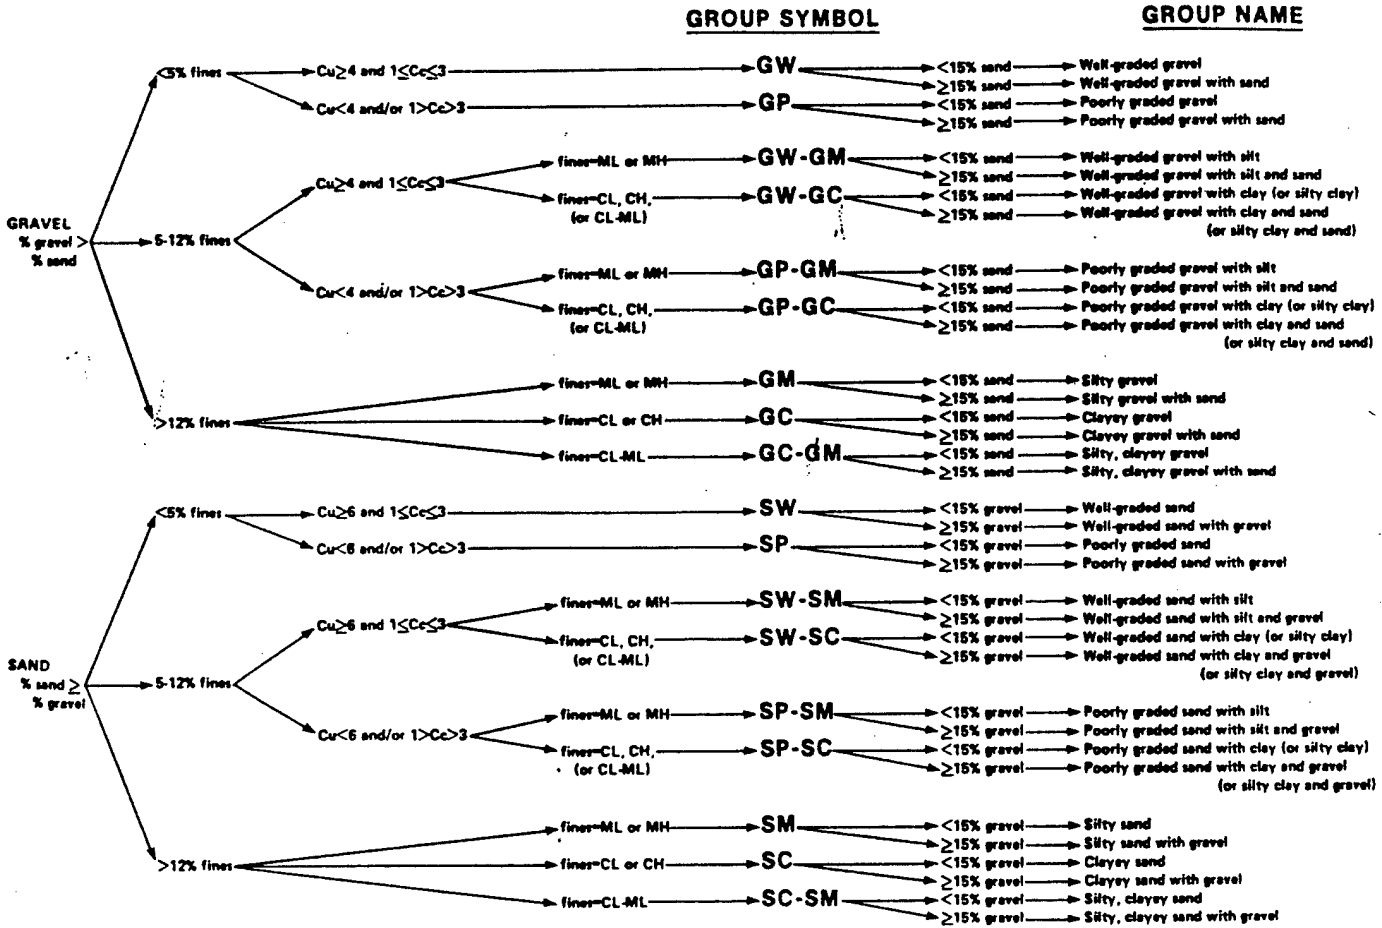 GROUP SYMBOL GROUP NAME
<5% fines Cu≥4 and 1≤Cc≤3 GW <15% sand Well-graded gravel
≥15% sand Well-graded gravel with sand
Cu<4 and/or 1>Cc>3 GP <15% sand Poorly graded gravel
≥15% sand Poorly graded gravel with sand
fines=ML or MH GW-GM <15% sand Well-graded gravel with silt
Cu≥4 and 1≤Cc≤3 ≥15% sand Well-graded gravel with silt and sand
fines=CL, CH, GW-GC <15% sand Well-graded gravel with clay (or silty clay)
(or CL-ML) ≥15% sand Well-graded gravel with clay and sand
(or silty clay and sand)
GRAVEL
% gravel > 5-12% fines
% sand
fines=ML or MH GP-GM <15% sand Poorly graded gravel with silt
Cu<4 and/or 1>Cc>3 ≥15% sand Poorly graded gravel with silt and sand
fines=CL, CH, GP-GC <15% sand Poorly graded gravel with clay (or silty clay)
(or CL-ML) ≥15% sand Poorly graded gravel with clay and sand
(or silty clay and sand)
fines=ML or MH GM <15% sand Silty gravel
≥15% sand Silty gravel with sand
>12% fines fines=CL or CH GC <15% sand Clayey gravel
≥15% sand Clayey gravel with sand
fines=CL-ML GC-GM <15% sand Silty, clayey gravel
≥15% sand Silty, clayey gravel with sand
<5% fines Cu≥6 and 1≤Cc≤3 SW <15% gravel Well-graded sand
≥15% gravel Well-graded sand with gravel
Cu<6 and/or 1>Cc>3 SP <15% gravel Poorly graded sand
≥15% gravel Poorly graded sand with gravel
fines=ML or MH SW-SM <15% gravel Well-graded sand with silt
Cu≥6 and 1≤Cc≤3 ≥15% gravel Well-graded sand with silt and gravel
fines=CL, CH, SW-SC <15% gravel Well-graded sand with clay (or silty clay)
(or CL-ML) ≥15% gravel Well-graded sand with clay and gravel
(or silty clay and gravel)
SAND
% sand ≥ 5-12% fines
% gravel
fines=ML or MH SP-SM <15% gravel Poorly graded sand with silt
Cu<6 and/or 1>Cc>3 ≥15% gravel Poorly graded sand with silt and gravel
fines=CL, CH, SP-SC <15% gravel Poorly graded sand with clay (or silty clay)
(or CL-ML) ≥15% gravel Poorly graded sand with clay and gravel
(or silty clay and gravel)
fines=ML or MH SM <15% gravel Silty sand
≥15% gravel Silty sand with gravel
>12% fines fines=CL or CH SC <15% gravel Clayey sand
≥15% gravel Clayey sand with gravel
fines=CL-ML SC-SM <15% gravel Silty, clayey sand
≥15% gravel Silty, clayey sand with gravel